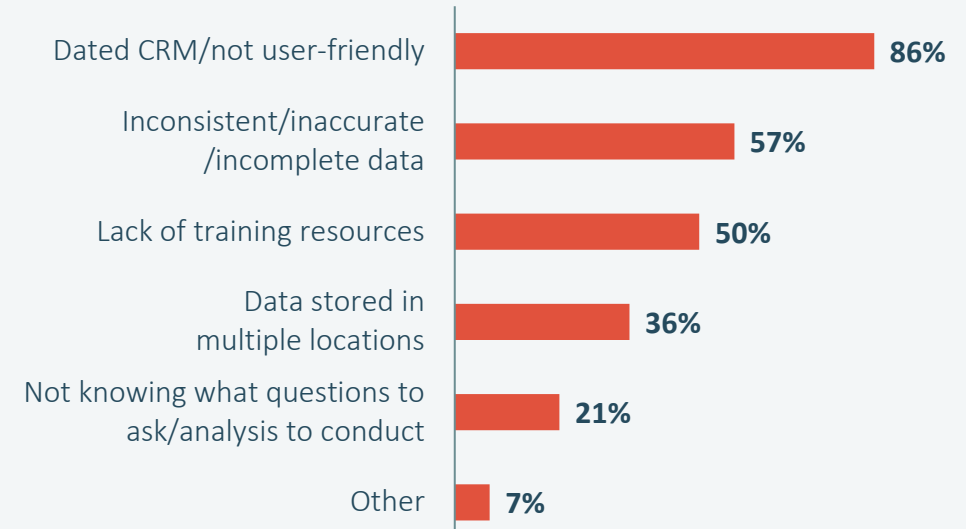 Dated CRM/not user-friendly
86%
Inconsistent/inaccurate
/incomplete data
57%
Lack of training resources
50%
Data stored in
multiple locations
36%
Not knowing what questions to
ask/analysis to conduct
21%
Other
7%